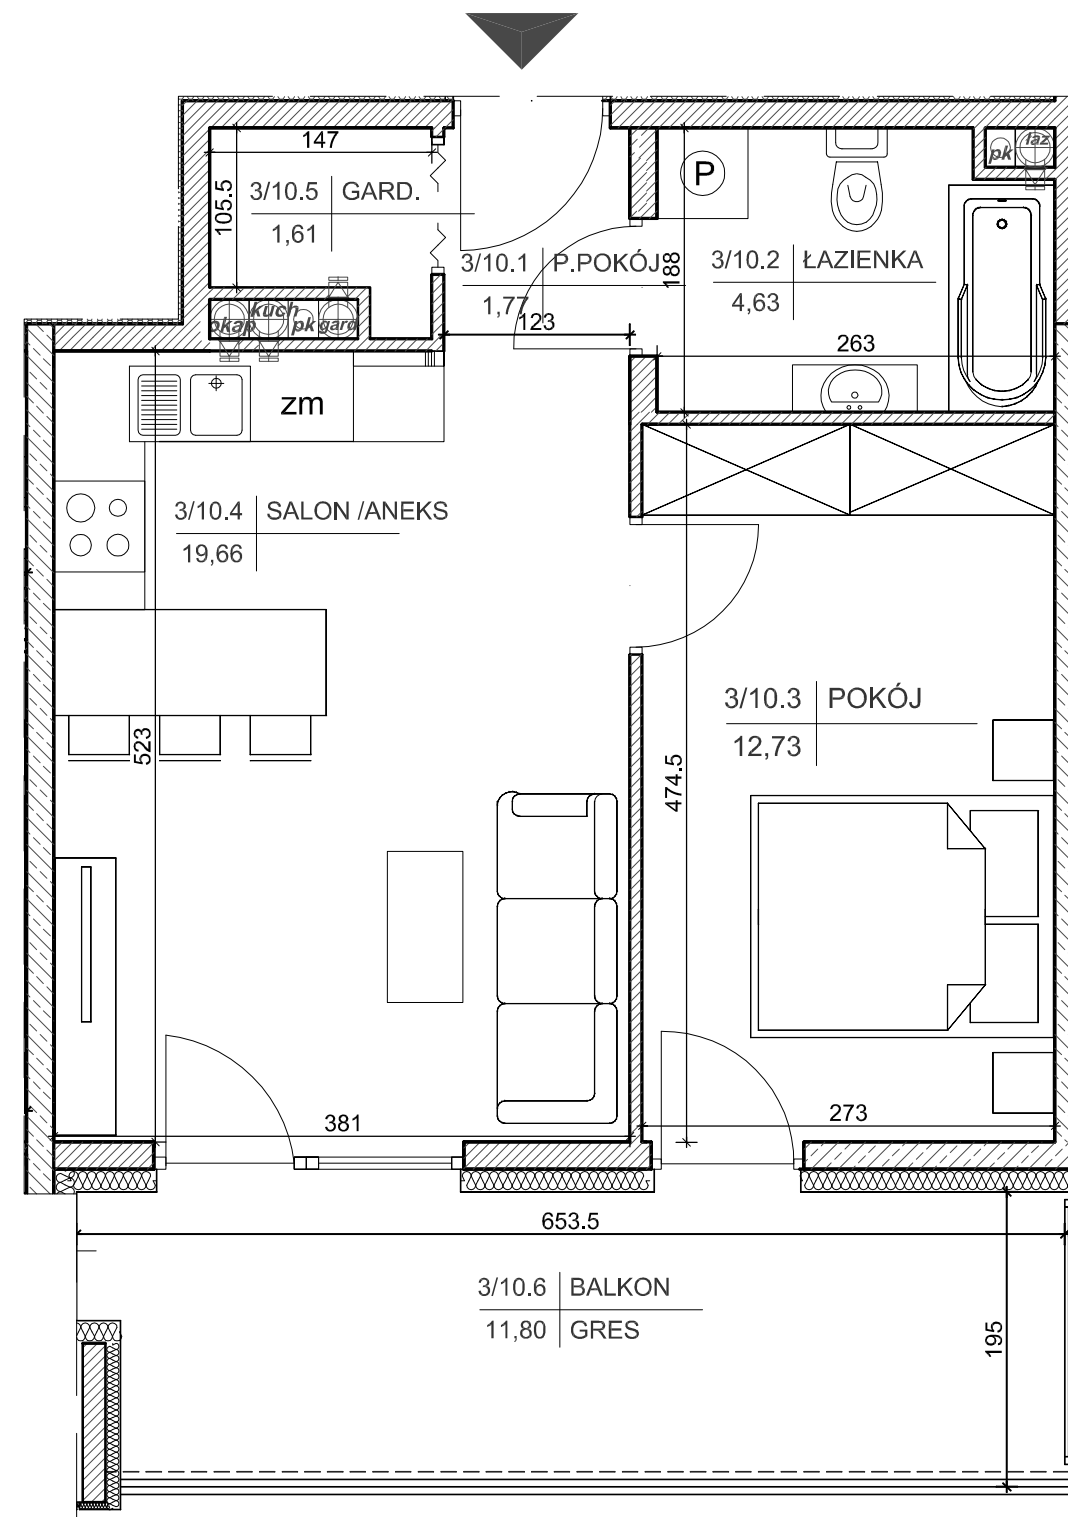 147
105.5
3/10.5 GARD.
1,61
P
pk
łaz
3/10.1 P.POKÓJ
1,77
123
188
3/10.2 ŁAZIENKA
4,63
263
okap
kuch
pk
gard
zm
3/10.4 SALON /ANEKS
19,66
3/10.3 POKÓJ
12,73
523
474.5
381
273
653.5
3/10.6 BALKON
11,80 GRES
195